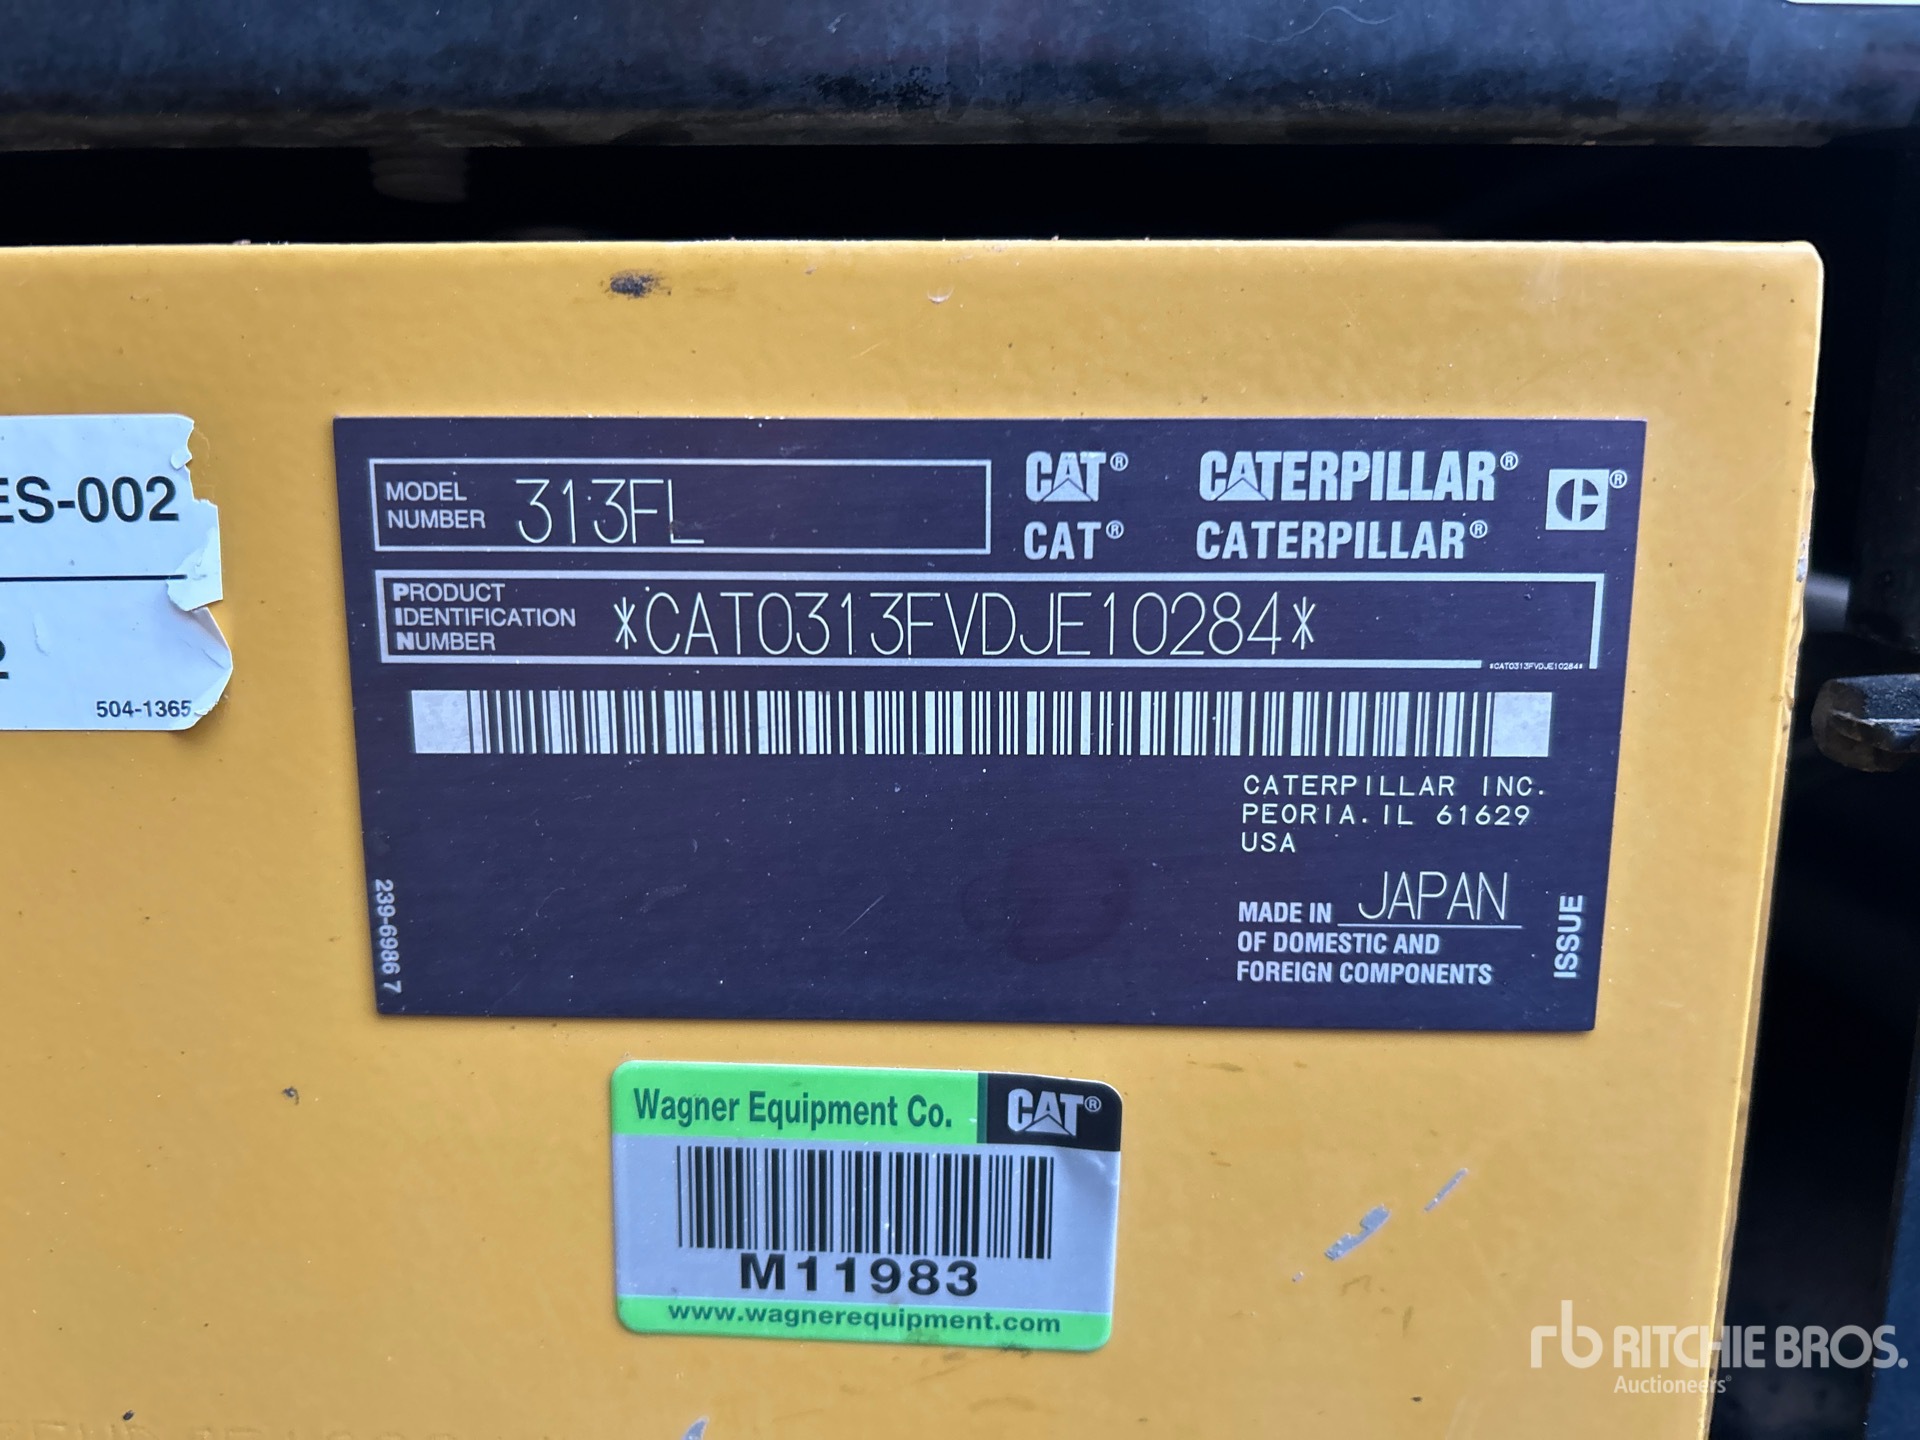 ES-002
2
504-1365
MODEL NUMBER 313FL
CAT® CATERPILLAR®
CAT® CATERPILLAR®
PRODUCT IDENTIFICATION NUMBER *CAT0313FVDJE10284*
*CAT0313FVDJE10284*
CATERPILLAR INC.
PEORIA. IL 61629
USA
MADE IN JAPAN
OF DOMESTIC AND
FOREIGN COMPONENTS
ISSUE
239-6986 7
Wagner Equipment Co. CAT®
M11983
www.wagnerequipment.com
rb RITCHIE BROS.
Auctioneers®